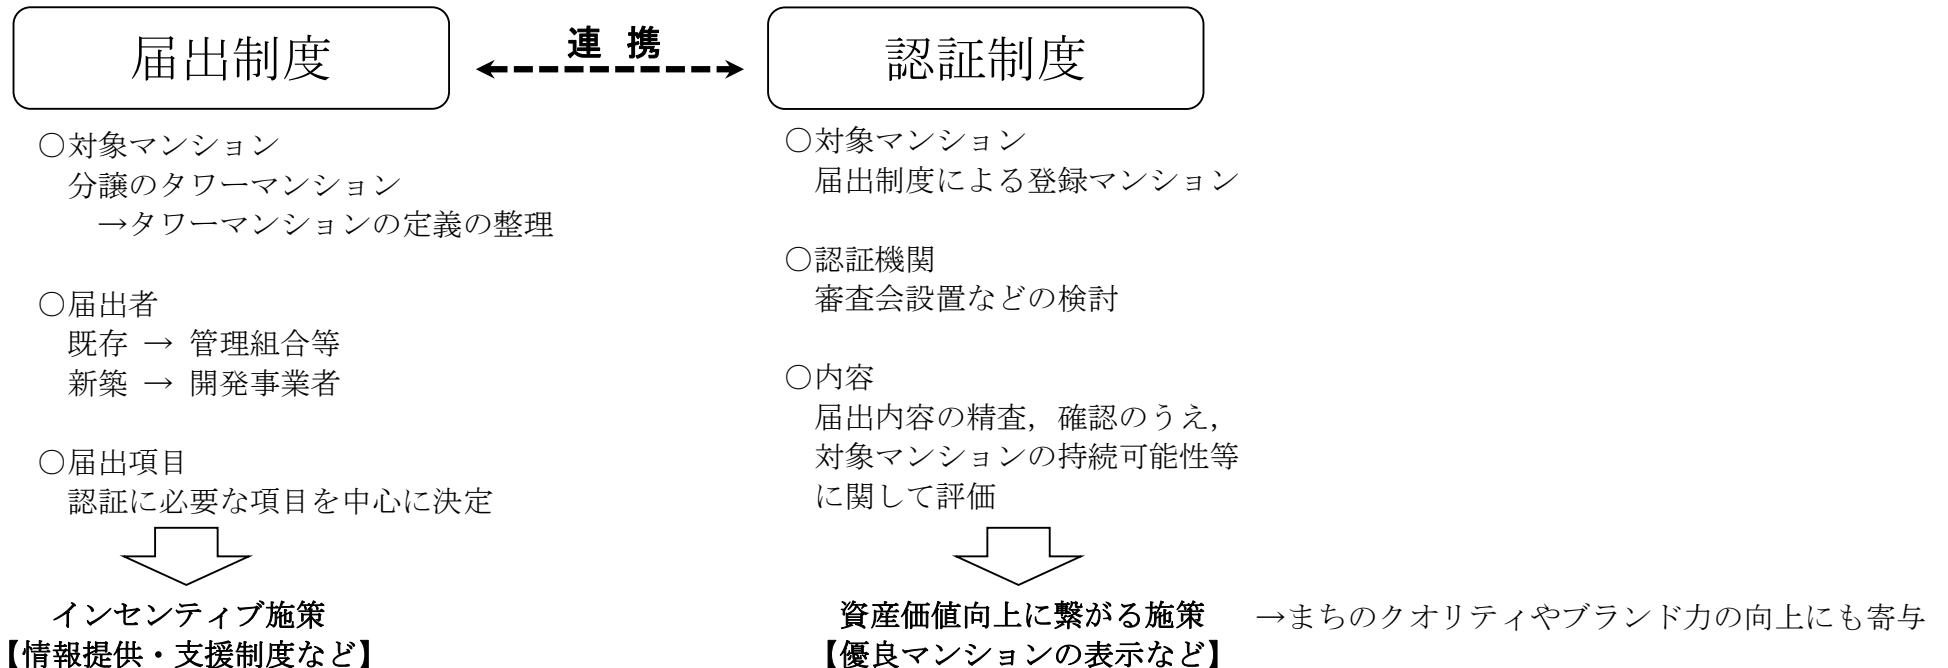 届出制度
連 携
認証制度
○対象マンション
分譲のタワーマンション
→タワーマンションの定義の整理
○届出者
既存 → 管理組合等
新築 → 開発事業者
○届出項目
認証に必要な項目を中心に決定
インセンティブ施策
【情報提供・支援制度など】
○対象マンション
届出制度による登録マンション
○認証機関
審査会設置などの検討
○内容
届出内容の精査，確認のうえ，
対象マンションの持続可能性等
に関して評価
資産価値向上に繋がる施策
【優良マンションの表示など】
→まちのクオリティやブランド力の向上にも寄与